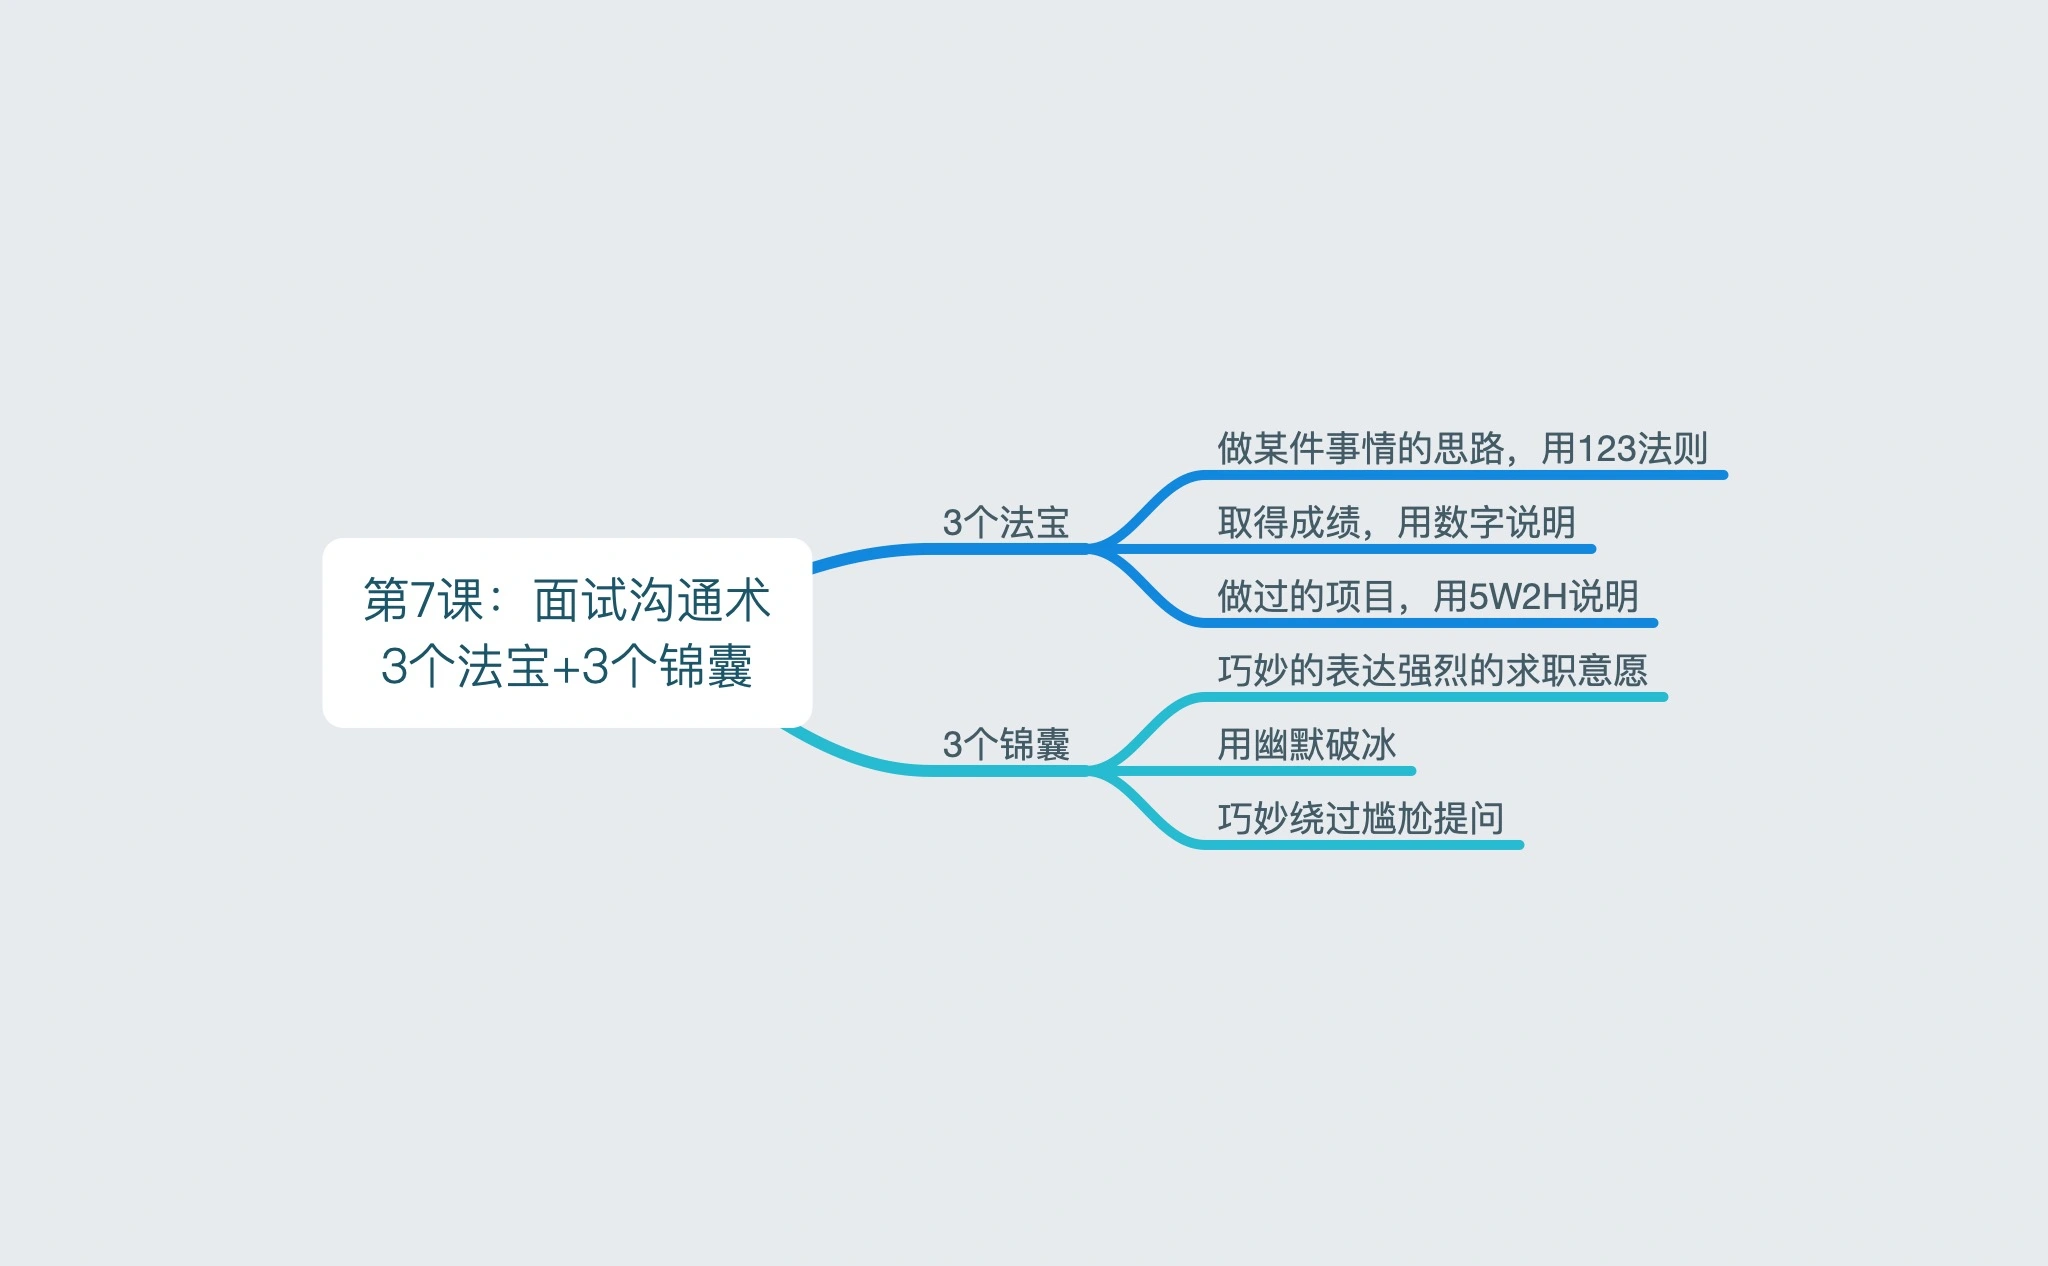 第7课：面试沟通术
3个法宝+3个锦囊
3个法宝
做某件事情的思路，用123法则
取得成绩，用数字说明
做过的项目，用5W2H说明
3个锦囊
巧妙的表达强烈的求职意愿
用幽默破冰
巧妙绕过尴尬提问